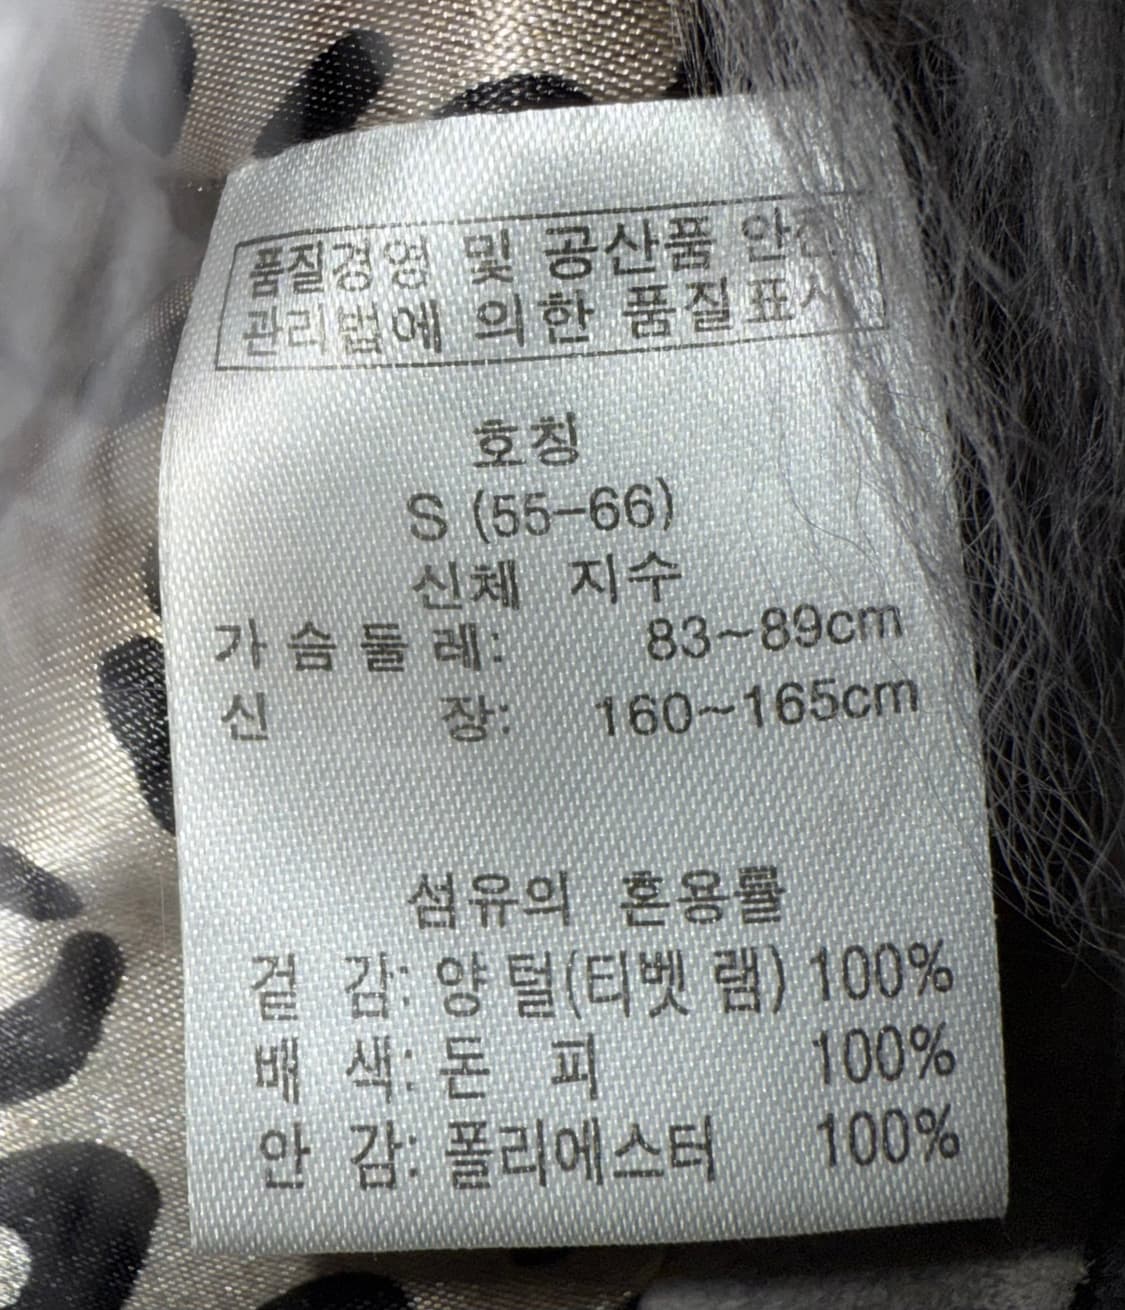 품질경영 및 공산품 안전
관리법에 의한 품질표시
호칭
S (55-66)
신체 지수
가슴둘레: 83~89cm
신 장: 160~165cm
섬유의 혼용률
겉 감: 양털(티벳 램) 100%
배 색: 돈 피 100%
안 감: 폴리에스터 100%